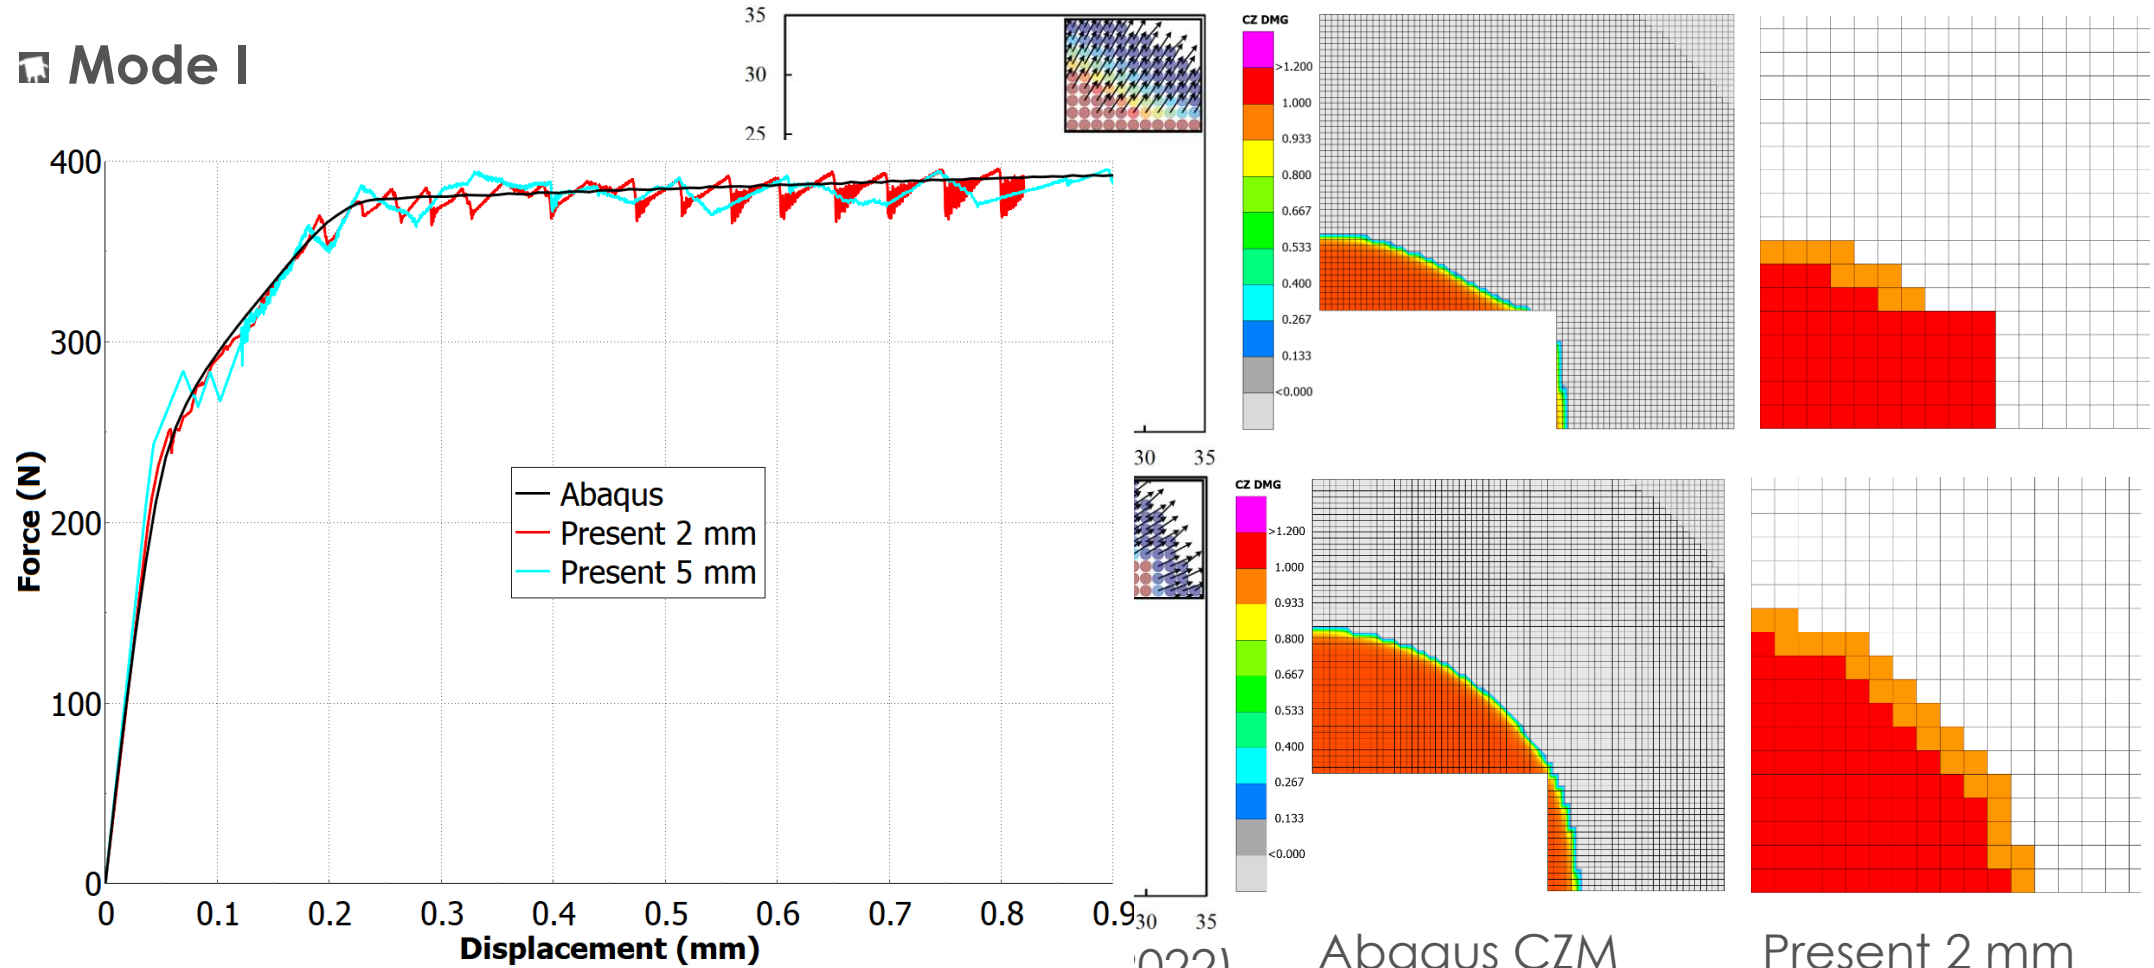 Mode I
35
30
25
400
300
200
100
0
Force (N)
Abaqus
Present 2 mm
Present 5 mm
0 0.1 0.2 0.3 0.4 0.5 0.6 0.7 0.8 0.9
Displacement (mm)
30 35
30 35
CZ DMG
>1.200
1.000
0.933
0.800
0.667
0.533
0.400
0.267
0.133
<0.000
CZ DMG
>1.200
1.000
0.933
0.800
0.667
0.533
0.400
0.267
0.133
<0.000
Abaqus CZM
Present 2 mm